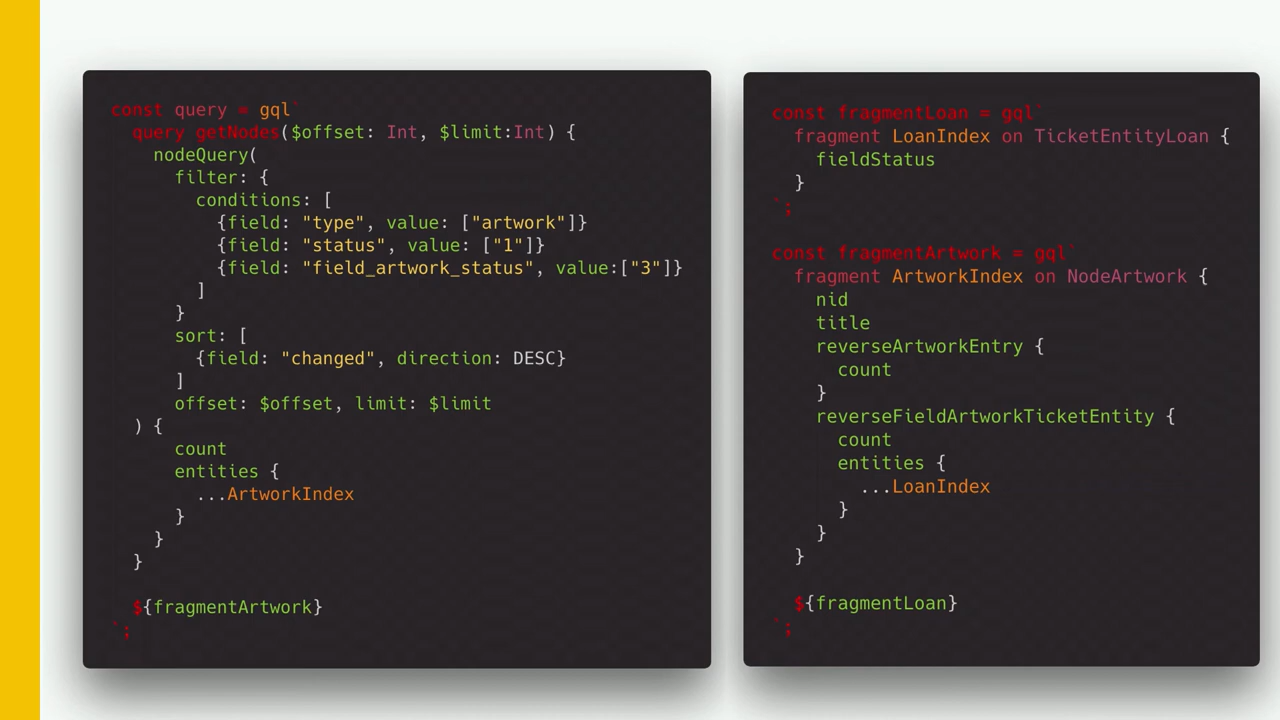 const query = gql`
  query getNodes($offset: Int, $limit:Int) {
    nodeQuery(
      filter: {
        conditions: [
          {field: "type", value: ["artwork"]}
          {field: "status", value: ["1"]}
          {field: "field_artwork_status", value:["3"]}
        ]
      }
      sort: [
        {field: "changed", direction: DESC}
      ]
      offset: $offset, limit: $limit
  ) {
      count
      entities {
        ...ArtworkIndex
      }
    }
  }

  ${fragmentArtwork}
`;

const fragmentLoan = gql`
  fragment LoanIndex on TicketEntityLoan {
    fieldStatus
  }
`;

const fragmentArtwork = gql`
  fragment ArtworkIndex on NodeArtwork {
    nid
    title
    reverseArtworkEntry {
      count
    }
    reverseFieldArtworkTicketEntity {
      count
      entities {
        ...LoanIndex
      }
    }
  }

  ${fragmentLoan}
`;